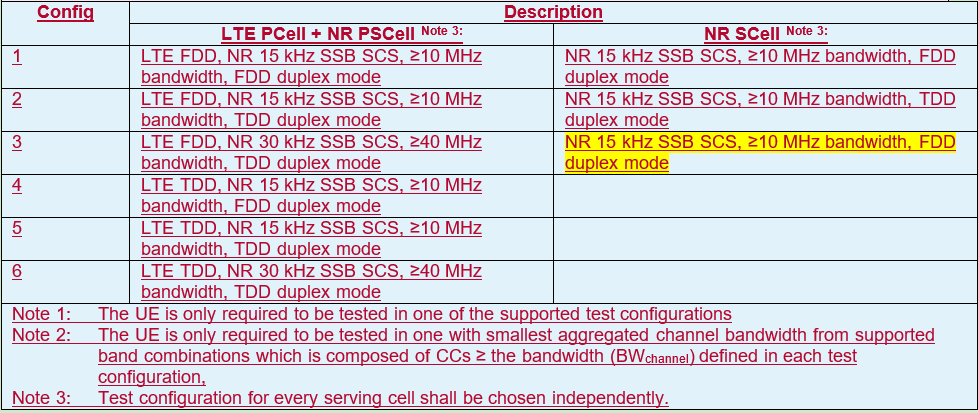 Config Description
LTE PCell + NR PSCell Note 3: NR SCell Note 3:
1 LTE FDD, NR 15 kHz SSB SCS, ≥10 MHz NR 15 kHz SSB SCS, ≥10 MHz bandwidth, FDD
bandwidth, FDD duplex mode duplex mode
2 LTE FDD, NR 15 kHz SSB SCS, ≥10 MHz NR 15 kHz SSB SCS, ≥10 MHz bandwidth, TDD
bandwidth, TDD duplex mode duplex mode
3 LTE FDD, NR 30 kHz SSB SCS, ≥40 MHz NR 15 kHz SSB SCS, ≥10 MHz bandwidth, FDD
bandwidth, TDD duplex mode duplex mode
4 LTE TDD, NR 15 kHz SSB SCS, ≥10 MHz
bandwidth, FDD duplex mode
5 LTE TDD, NR 15 kHz SSB SCS, ≥10 MHz
bandwidth, TDD duplex mode
6 LTE TDD, NR 30 kHz SSB SCS, ≥40 MHz
bandwidth, TDD duplex mode
Note 1: The UE is only required to be tested in one of the supported test configurations
Note 2: The UE is only required to be tested in one with smallest aggregated channel bandwidth from supported
band combinations which is composed of CCs ≥ the bandwidth (BWchannel) defined in each test
configuration,
Note 3: Test configuration for every serving cell shall be chosen independently.